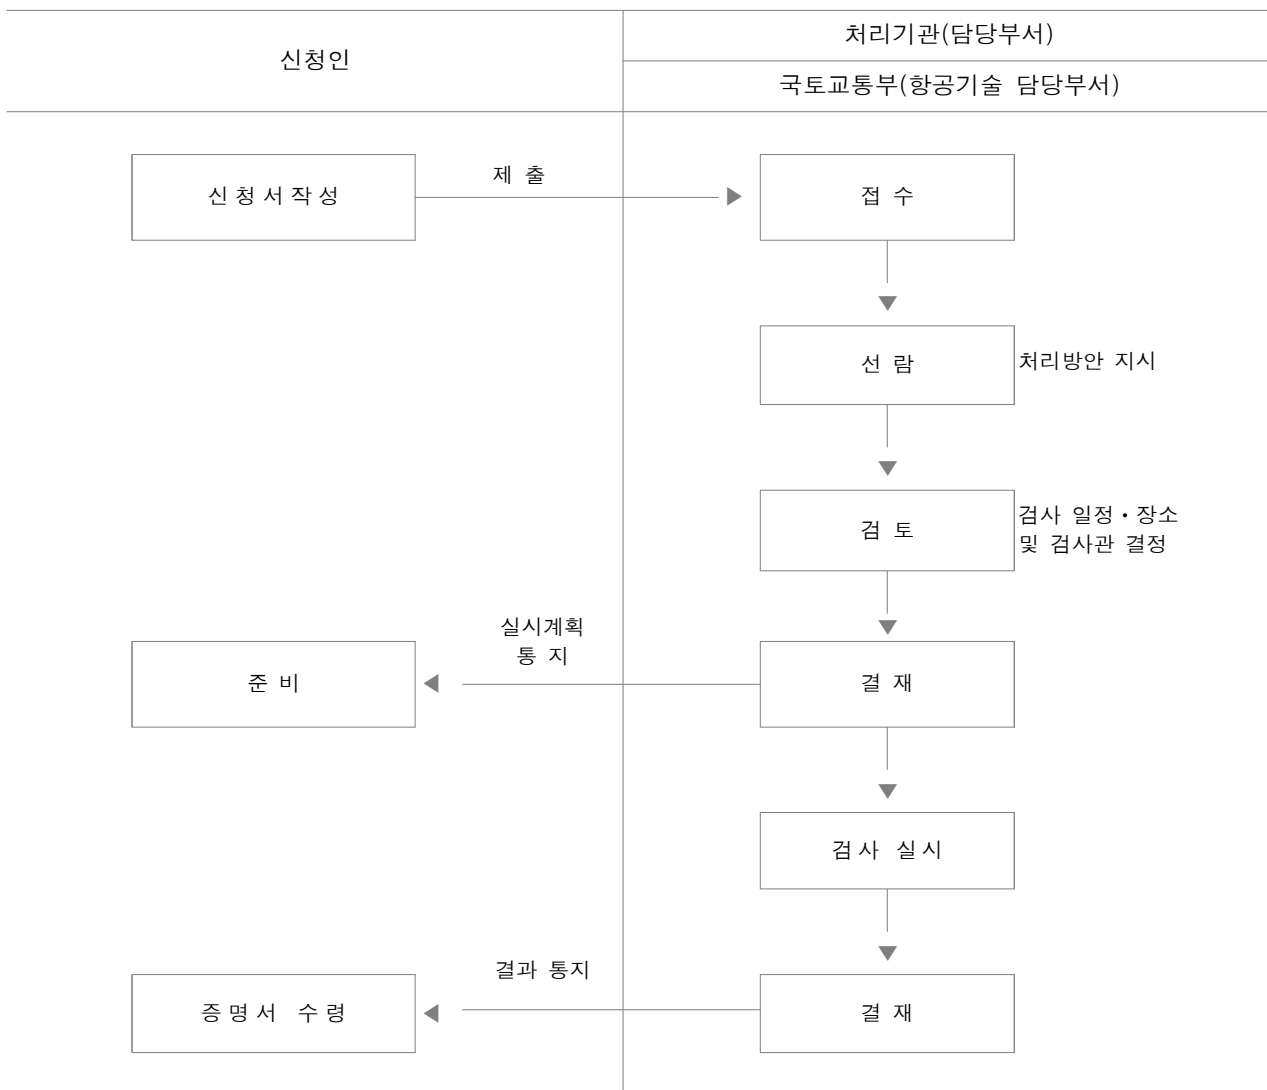 신청인
처리기관(담당부서)
국토교통부(항공기술 담당부서)
신 청 서 작 성
제 출
접 수
선 람
처리방안 지시
검 토
검사 일정·장소
및 검사관 결정
실시계획
통 지
준 비
결 재
검 사 실 시
결과 통지
증 명 서 수 령
결 재